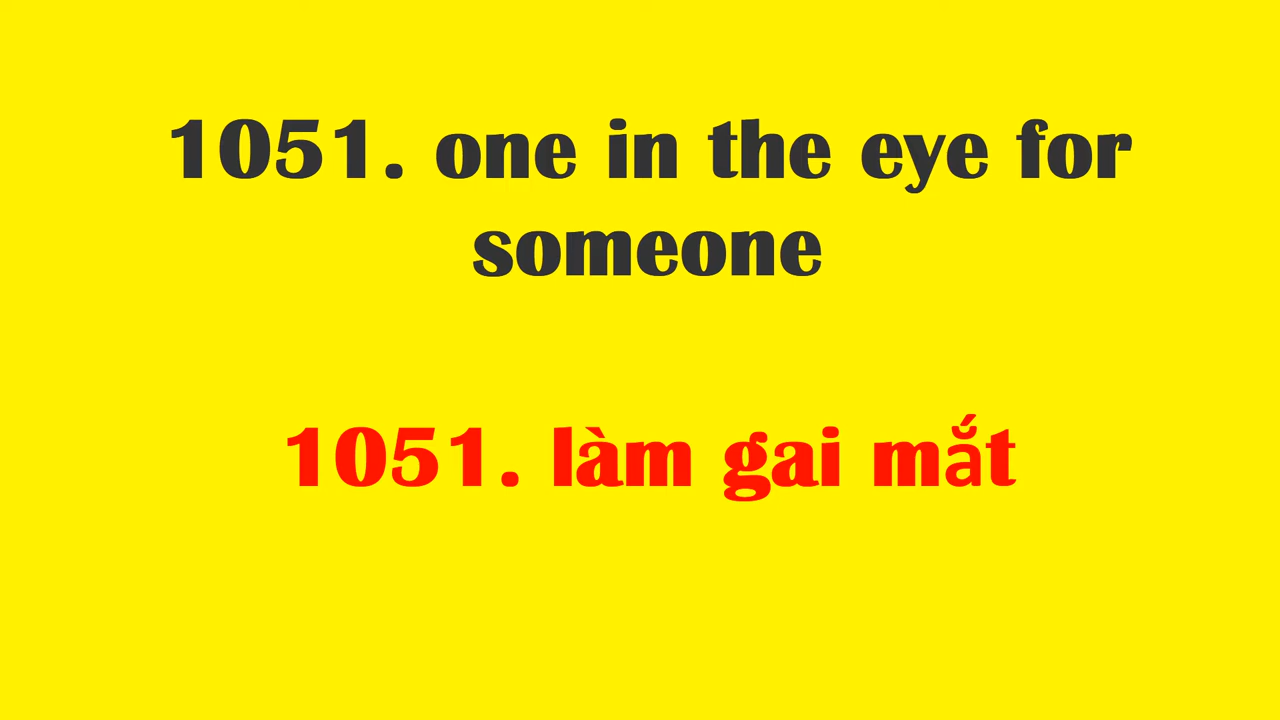 1051. one in the eye for
someone
1051. làm gai mắt